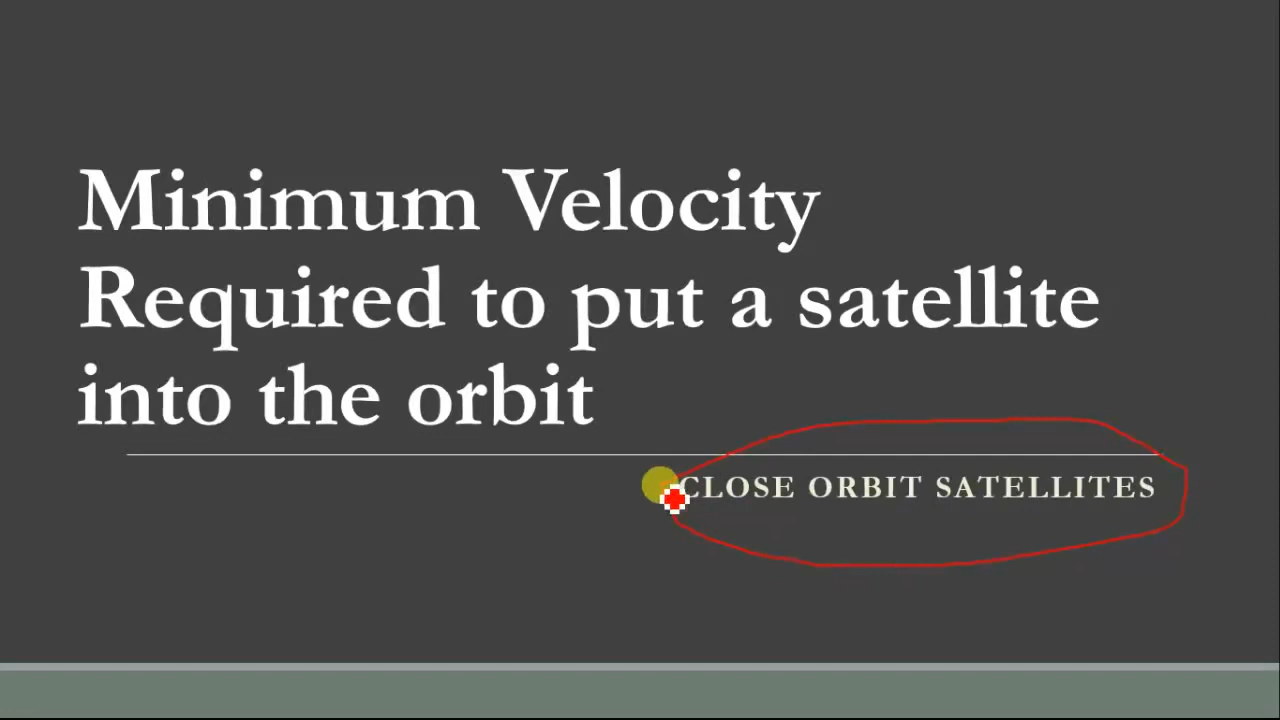 Minimum Velocity
Required to put a satellite
into the orbit
CLOSE ORBIT SATELLITES